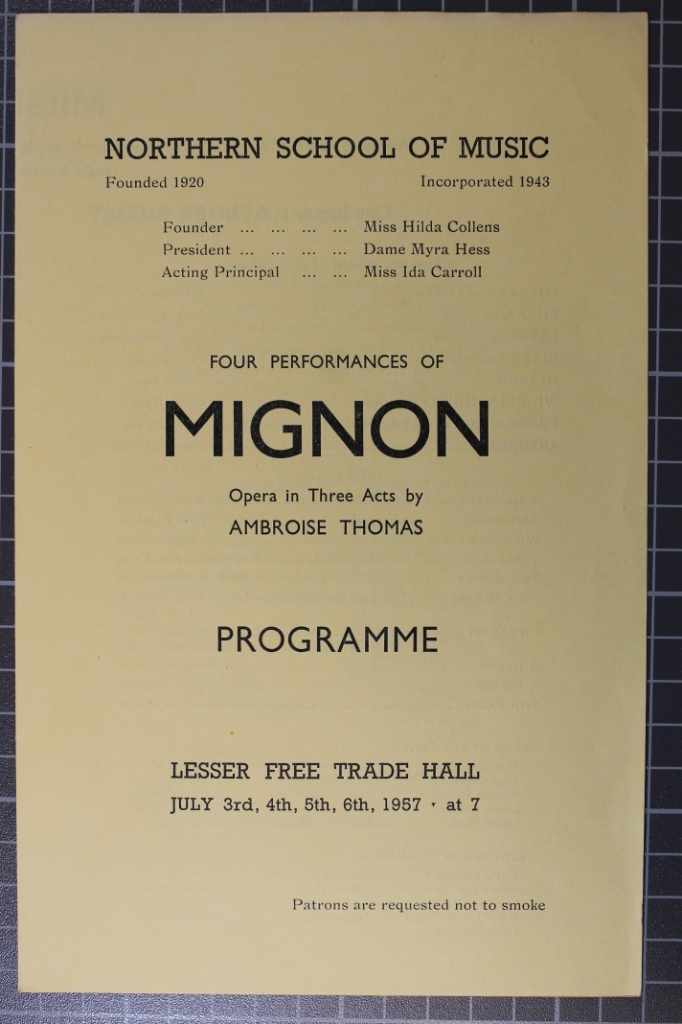 NORTHERN SCHOOL OF MUSIC
Founded 1920 Incorporated 1943
Founder ... ... ... ... Miss Hilda Collens
President ... ... ... ... Dame Myra Hess
Acting Principal ... ... Miss Ida Carroll
FOUR PERFORMANCES OF
MIGNON
Opera in Three Acts by
AMBROISE THOMAS
PROGRAMME
LESSER FREE TRADE HALL
JULY 3rd, 4th, 5th, 6th, 1957 · at 7
Patrons are requested not to smoke